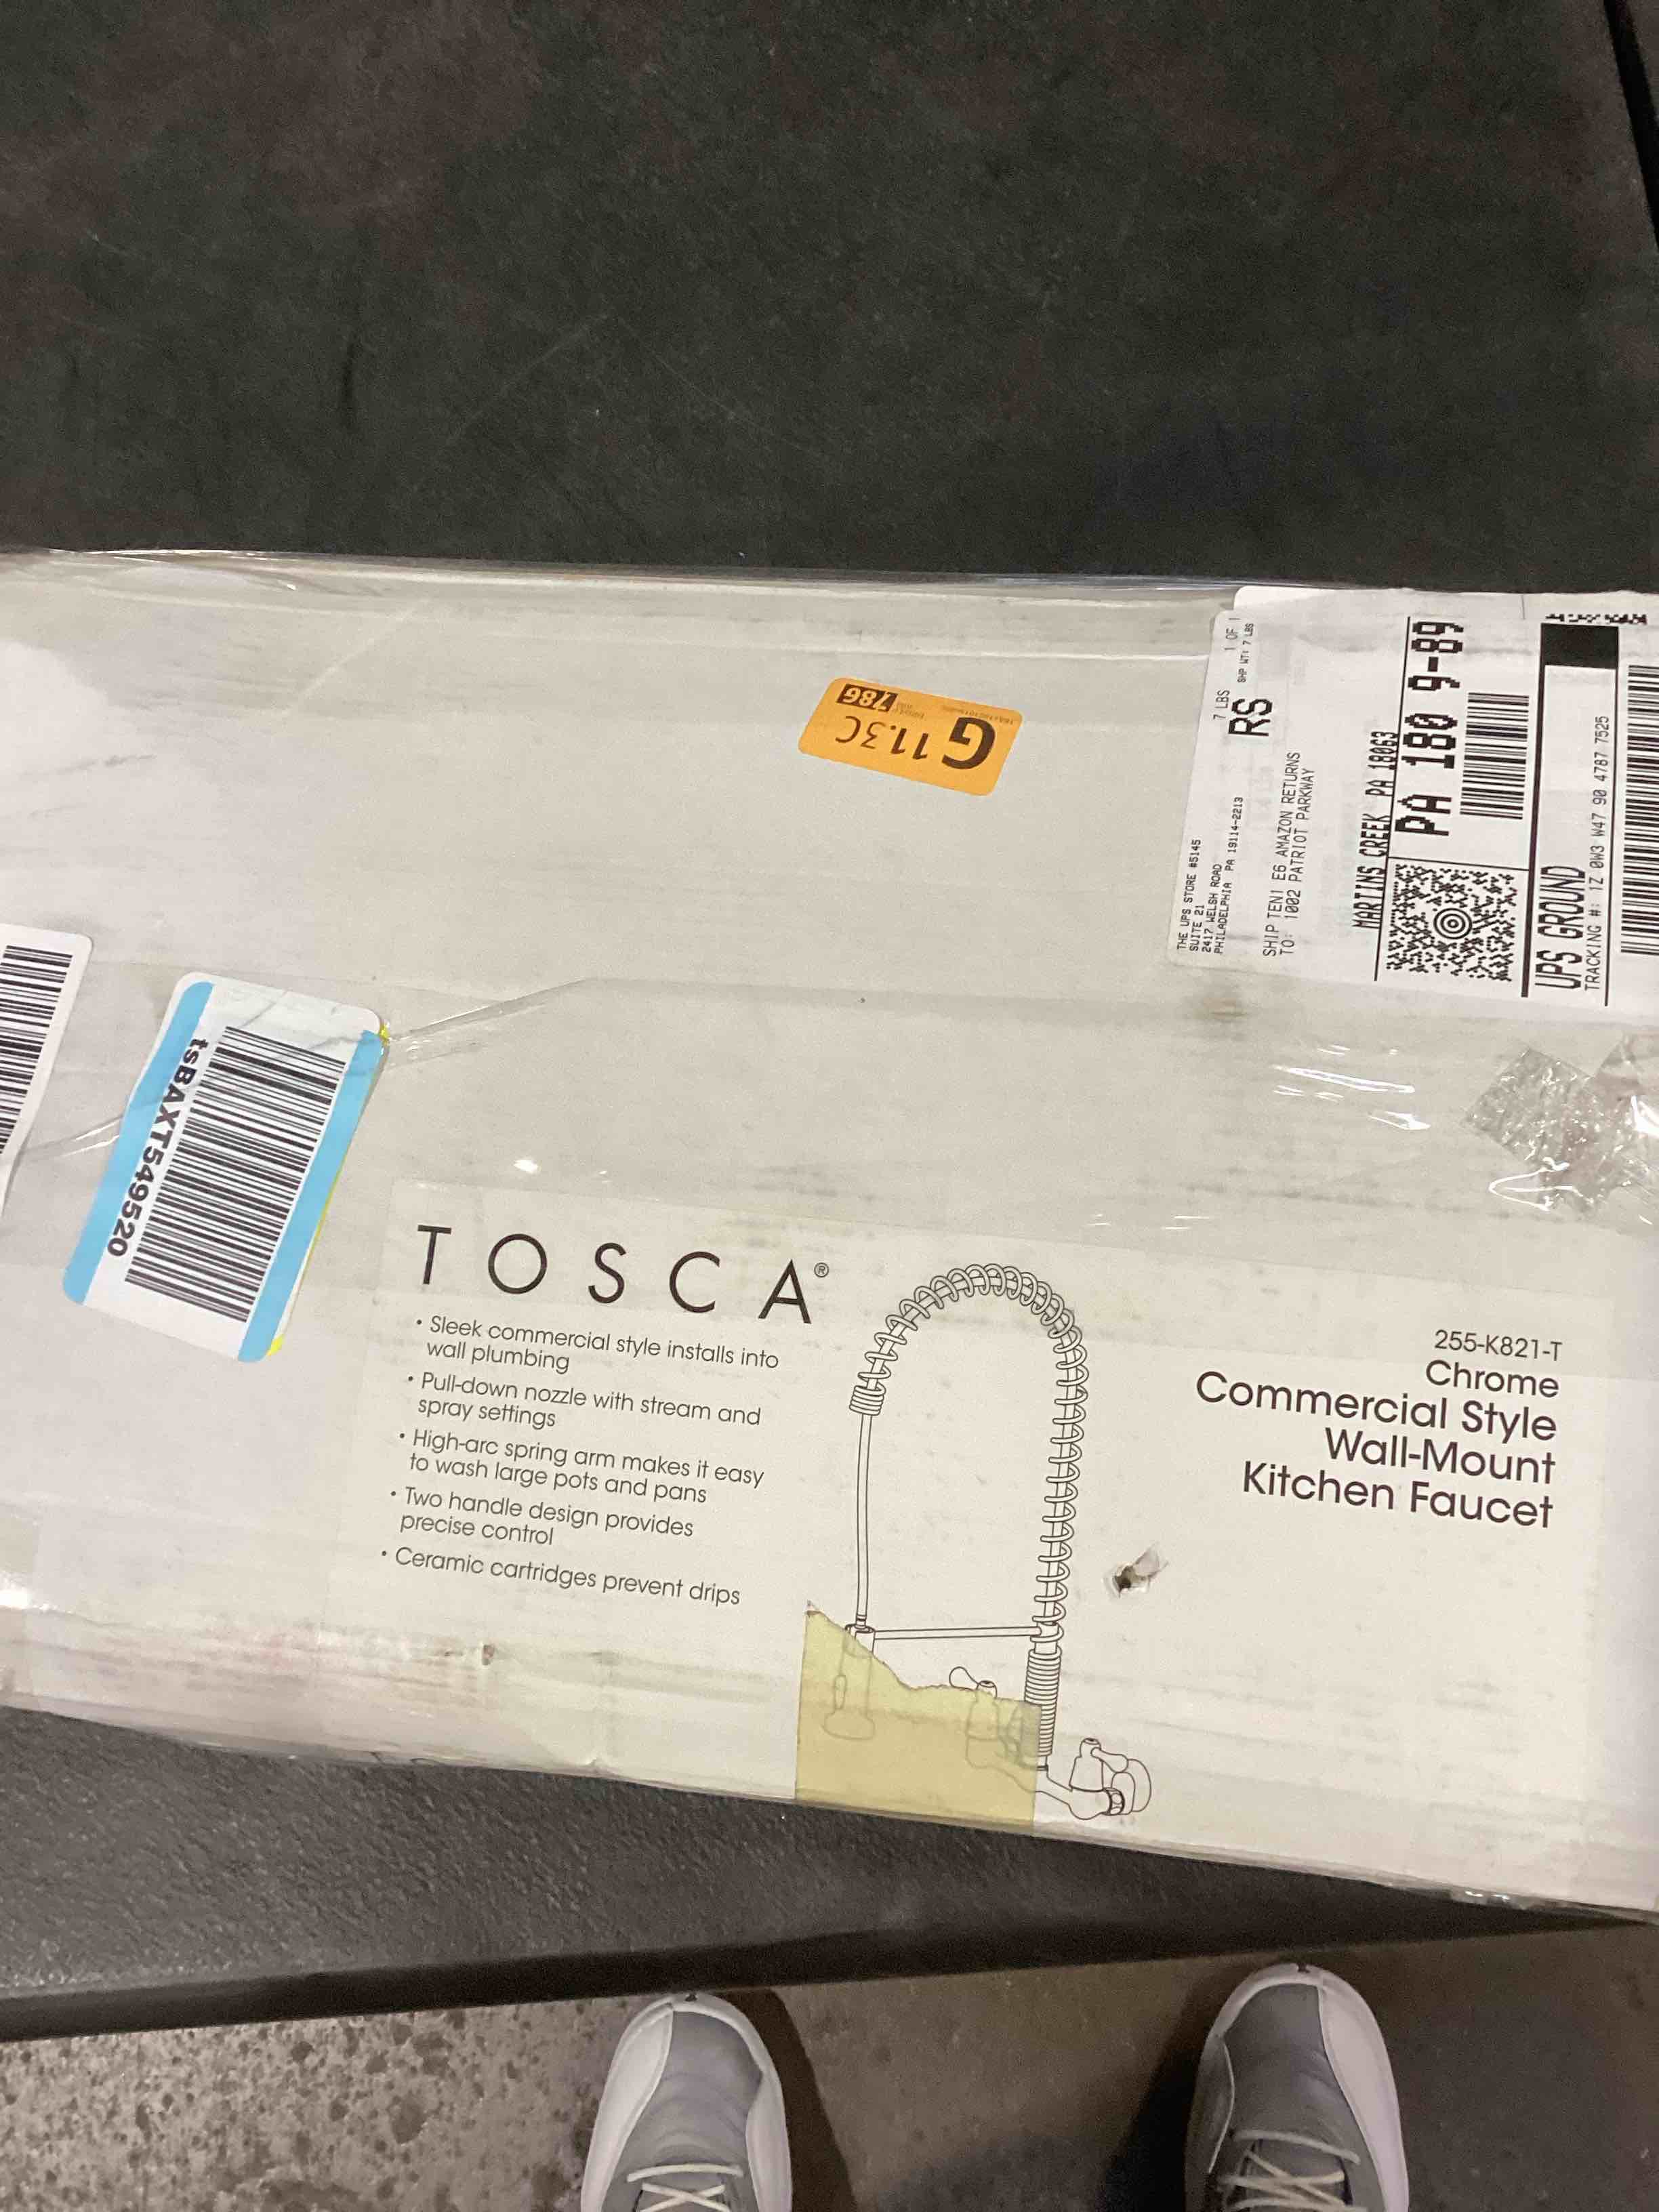 TOSCA®
• Sleek commercial style installs into
wall plumbing
• Pull-down nozzle with stream and
spray settings
• High-arc spring arm makes it easy
to wash large pots and pans
• Two handle design provides
precise control
• Ceramic cartridges prevent drips
255-K821-T
Chrome
Commercial Style
Wall-Mount
Kitchen Faucet
tsBAXT549520
G 11.3C
786
THE UPS STORE #5145
SUITE 21
2417 WELSH ROAD
PHILADELPHIA PA 19114-2213
7 LBS
1 OF 1
SHP WT: 7 LBS
RS
SHIP TEN1 E6 AMAZON RETURNS
TO: 1002 PATRIOT PARKWAY
MARTINS CREEK PA 18063
PA 180 9-89
UPS GROUND
TRACKING #: 1Z 0W3 W47 90 4787 7525